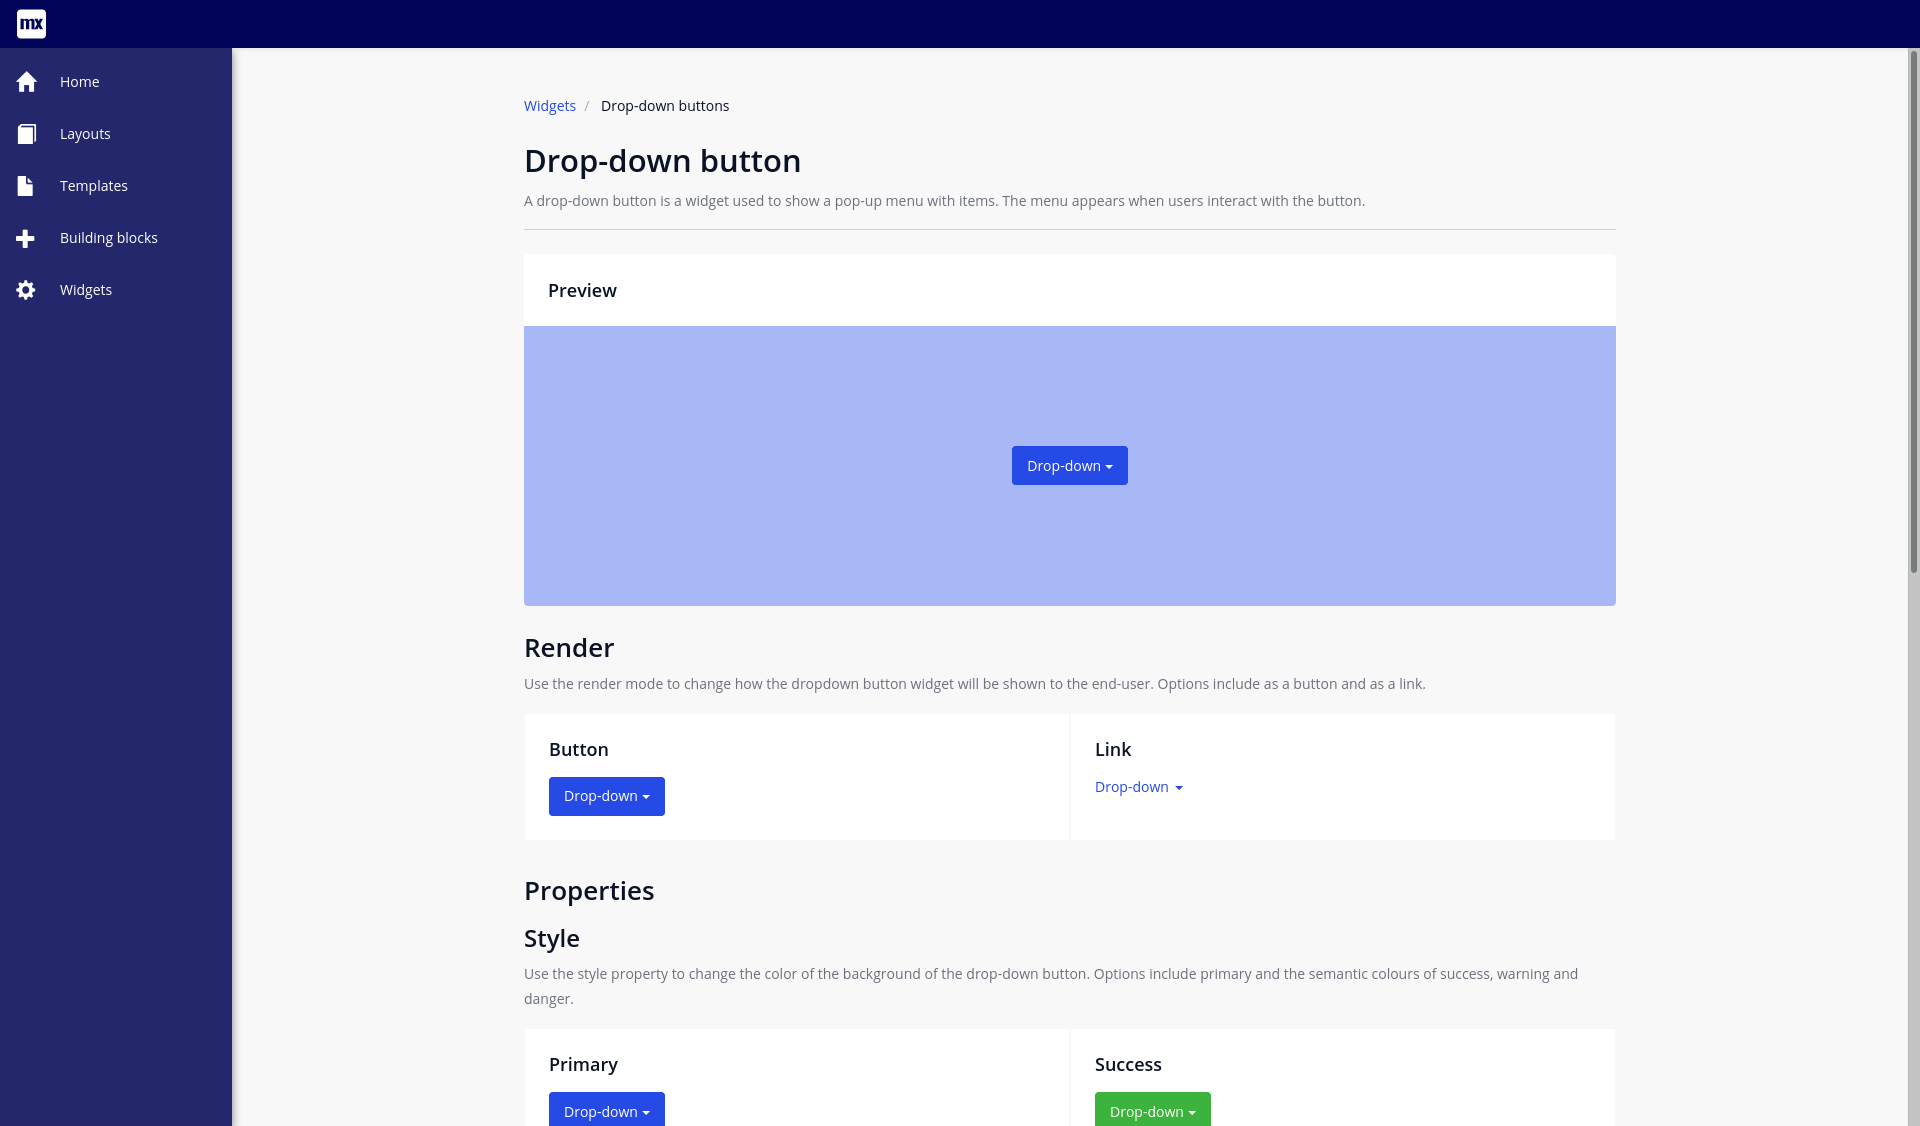 mx
Home
Layouts
Templates
Building blocks
Widgets
Widgets / Drop-down buttons
Drop-down button
A drop-down button is a widget used to show a pop-up menu with items. The menu appears when users interact with the button.
Preview
Drop-down
Render
Use the render mode to change how the dropdown button widget will be shown to the end-user. Options include as a button and as a link.
Button
Drop-down
Link
Drop-down
Properties
Style
Use the style property to change the color of the background of the drop-down button. Options include primary and the semantic colours of success, warning and
danger.
Primary
Drop-down
Success
Drop-down